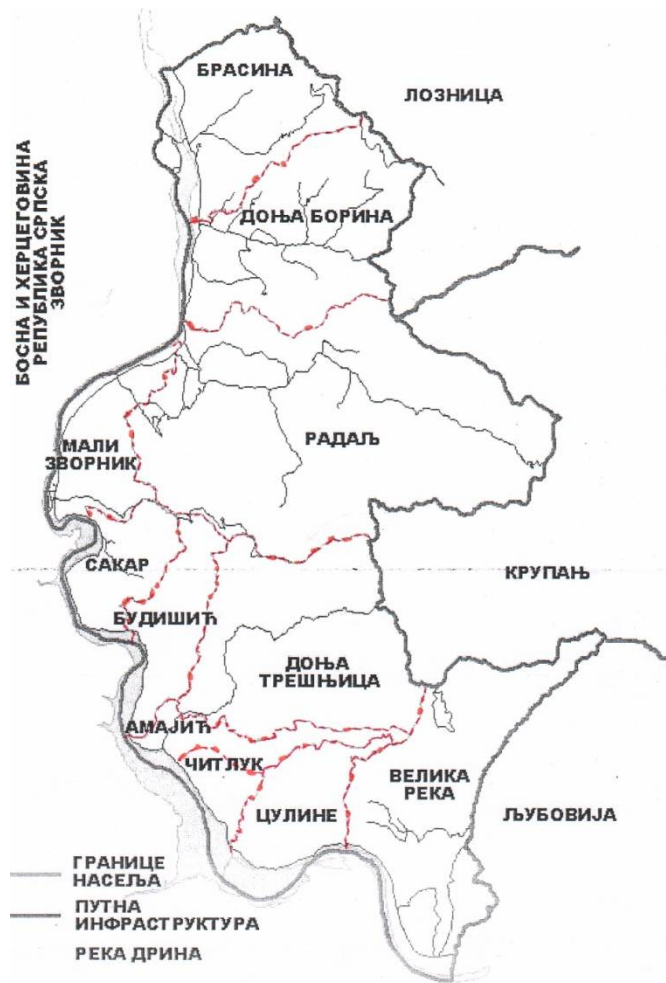 БРАСИНА
ЛОЗНИЦА
БОСНА И ХЕРЦЕГОВИНА
РЕПУБЛИКА СРПСКА
ЗВОРНИК
ДОЊА БОРИНА
МАЛИ
ЗВОРНИК
РАДАЉ
САКАР
КРУПАЊ
БУДИШИЋ
ДОЊА
ТРЕШЊИЦА
АМАЈИЋ
ЧИТЛУК
ВЕЛИКА
РЕКА
ЦУЛИНЕ
ЉУБОВИЈА
ГРАНИЦЕ
НАСЕЉА
ПУТНА
ИНФРАСТРУКТУРА
РЕКА ДРИНА